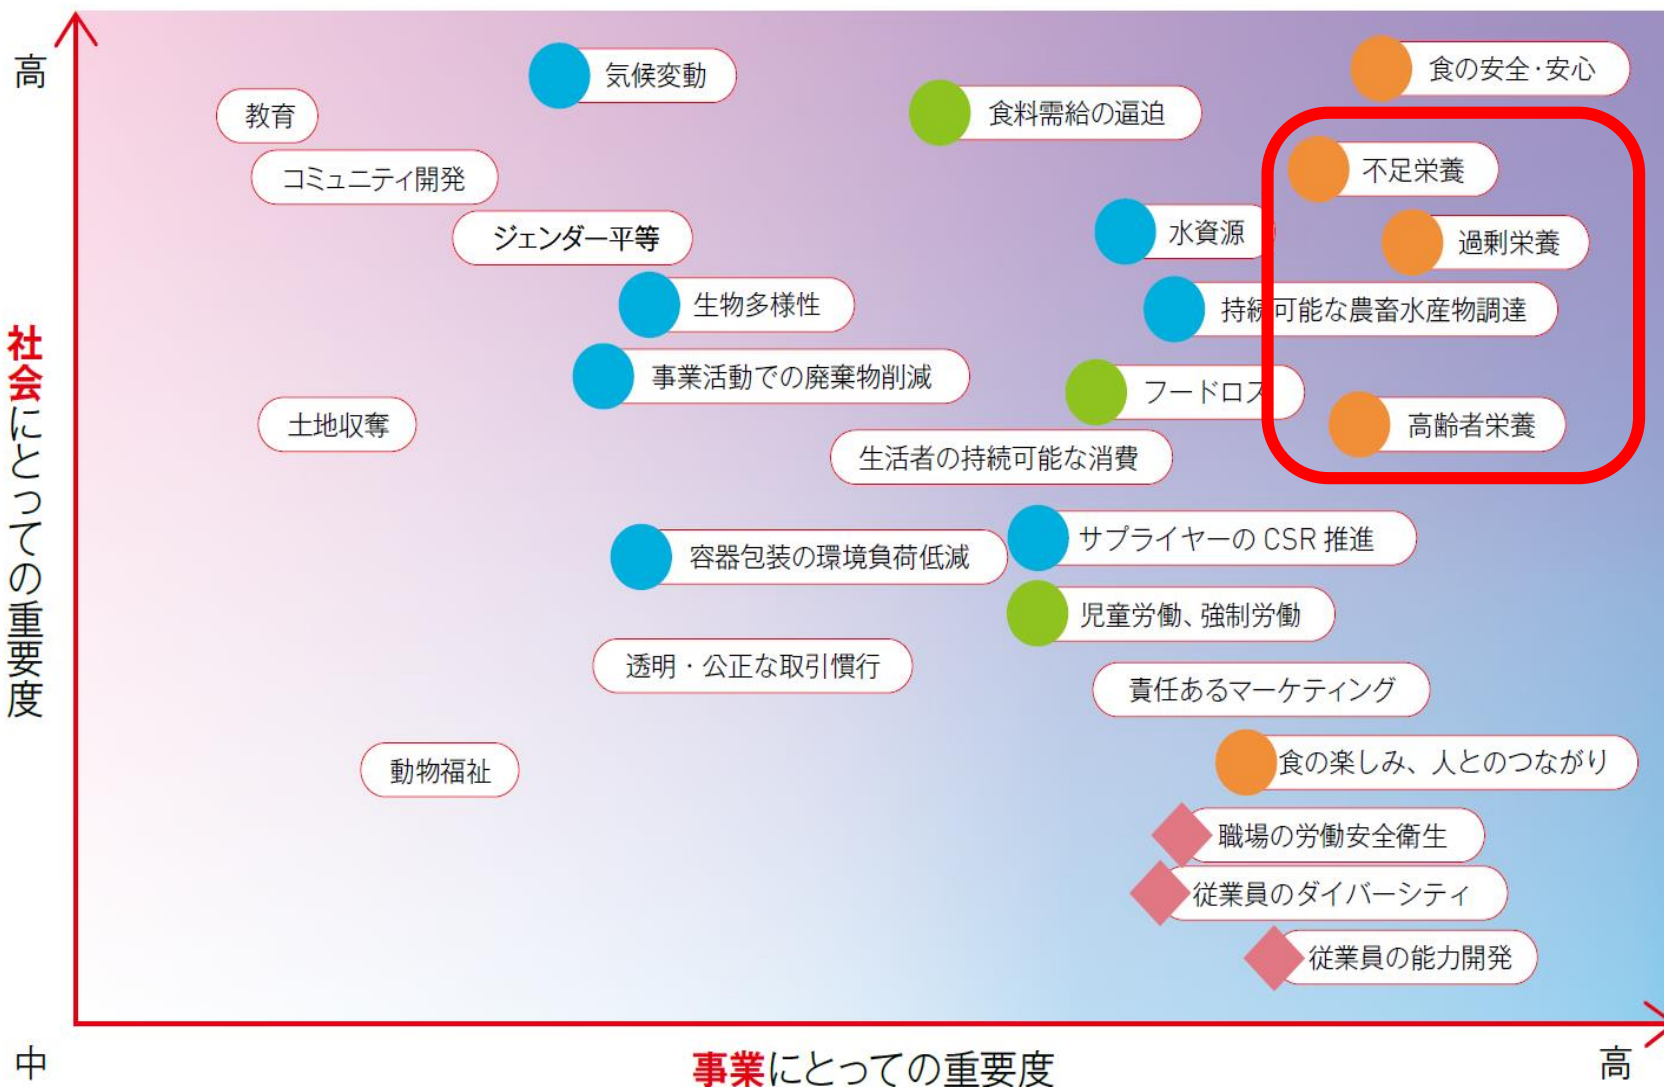 高
気候変動
食の安全・安心
教育
食料需給の逼迫
不足栄養
コミュニティ開発
ジェンダー平等
水資源
過剰栄養
生物多様性
持続可能な農畜水産物調達
事業活動での廃棄物削減
フードロス
土地収奪
高齢者栄養
生活者の持続可能な消費
サプライヤーの CSR 推進
容器包装の環境負荷低減
児童労働、強制労働
透明・公正な取引慣行
責任あるマーケティング
動物福祉
食の楽しみ、人とのつながり
職場の労働安全衛生
従業員のダイバーシティ
従業員の能力開発
社会にとっての重要度
中
事業にとっての重要度
高